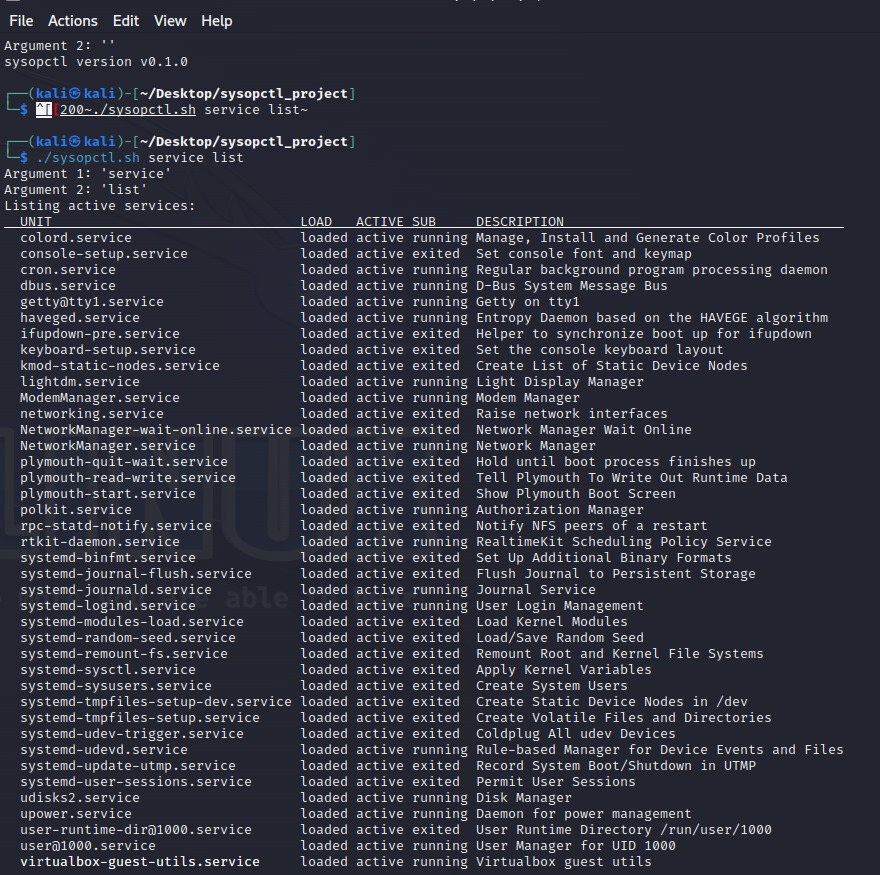 File Actions Edit View Help
Argument 2: ''
sysopctl version v0.1.0
┌──(kali㉿kali)-[~/Desktop/sysopctl_project]
└─$ ^[[200~./sysopctl.sh service list~
┌──(kali㉿kali)-[~/Desktop/sysopctl_project]
└─$ ./sysopctl.sh service list
Argument 1: 'service'
Argument 2: 'list'
Listing active services:
UNIT LOAD ACTIVE SUB DESCRIPTION
colord.service loaded active running Manage, Install and Generate Color Profiles
console-setup.service loaded active exited Set console font and keymap
cron.service loaded active running Regular background program processing daemon
dbus.service loaded active running D-Bus System Message Bus
getty@tty1.service loaded active running Getty on tty1
haveged.service loaded active running Entropy Daemon based on the HAVEGE algorithm
ifupdown-pre.service loaded active exited Helper to synchronize boot up for ifupdown
keyboard-setup.service loaded active exited Set the console keyboard layout
kmod-static-nodes.service loaded active exited Create List of Static Device Nodes
lightdm.service loaded active running Light Display Manager
ModemManager.service loaded active running Modem Manager
networking.service loaded active exited Raise network interfaces
NetworkManager-wait-online.service loaded active exited Network Manager Wait Online
NetworkManager.service loaded active running Network Manager
plymouth-quit-wait.service loaded active exited Hold until boot process finishes up
plymouth-read-write.service loaded active exited Tell Plymouth To Write Out Runtime Data
plymouth-start.service loaded active exited Show Plymouth Boot Screen
polkit.service loaded active running Authorization Manager
rpc-statd-notify.service loaded active exited Notify NFS peers of a restart
rtkit-daemon.service loaded active running RealtimeKit Scheduling Policy Service
systemd-binfmt.service loaded active exited Set Up Additional Binary Formats
systemd-journal-flush.service loaded active exited Flush Journal to Persistent Storage
systemd-journald.service loaded active running Journal Service
systemd-logind.service loaded active running User Login Management
systemd-modules-load.service loaded active exited Load Kernel Modules
systemd-random-seed.service loaded active exited Load/Save Random Seed
systemd-remount-fs.service loaded active exited Remount Root and Kernel File Systems
systemd-sysctl.service loaded active exited Apply Kernel Variables
systemd-sysusers.service loaded active exited Create System Users
systemd-tmpfiles-setup-dev.service loaded active exited Create Static Device Nodes in /dev
systemd-tmpfiles-setup.service loaded active exited Create Volatile Files and Directories
systemd-udev-trigger.service loaded active exited Coldplug All udev Devices
systemd-udevd.service loaded active running Rule-based Manager for Device Events and Files
systemd-update-utmp.service loaded active exited Record System Boot/Shutdown in UTMP
systemd-user-sessions.service loaded active exited Permit User Sessions
udisks2.service loaded active running Disk Manager
upower.service loaded active running Daemon for power management
user-runtime-dir@1000.service loaded active exited User Runtime Directory /run/user/1000
user@1000.service loaded active running User Manager for UID 1000
virtualbox-guest-utils.service loaded active running Virtualbox guest utils